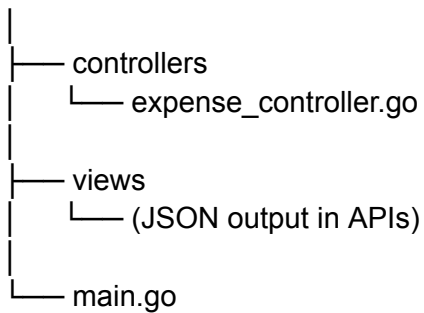 controllers
expense_controller.go
views
(JSON output in APIs)
main.go